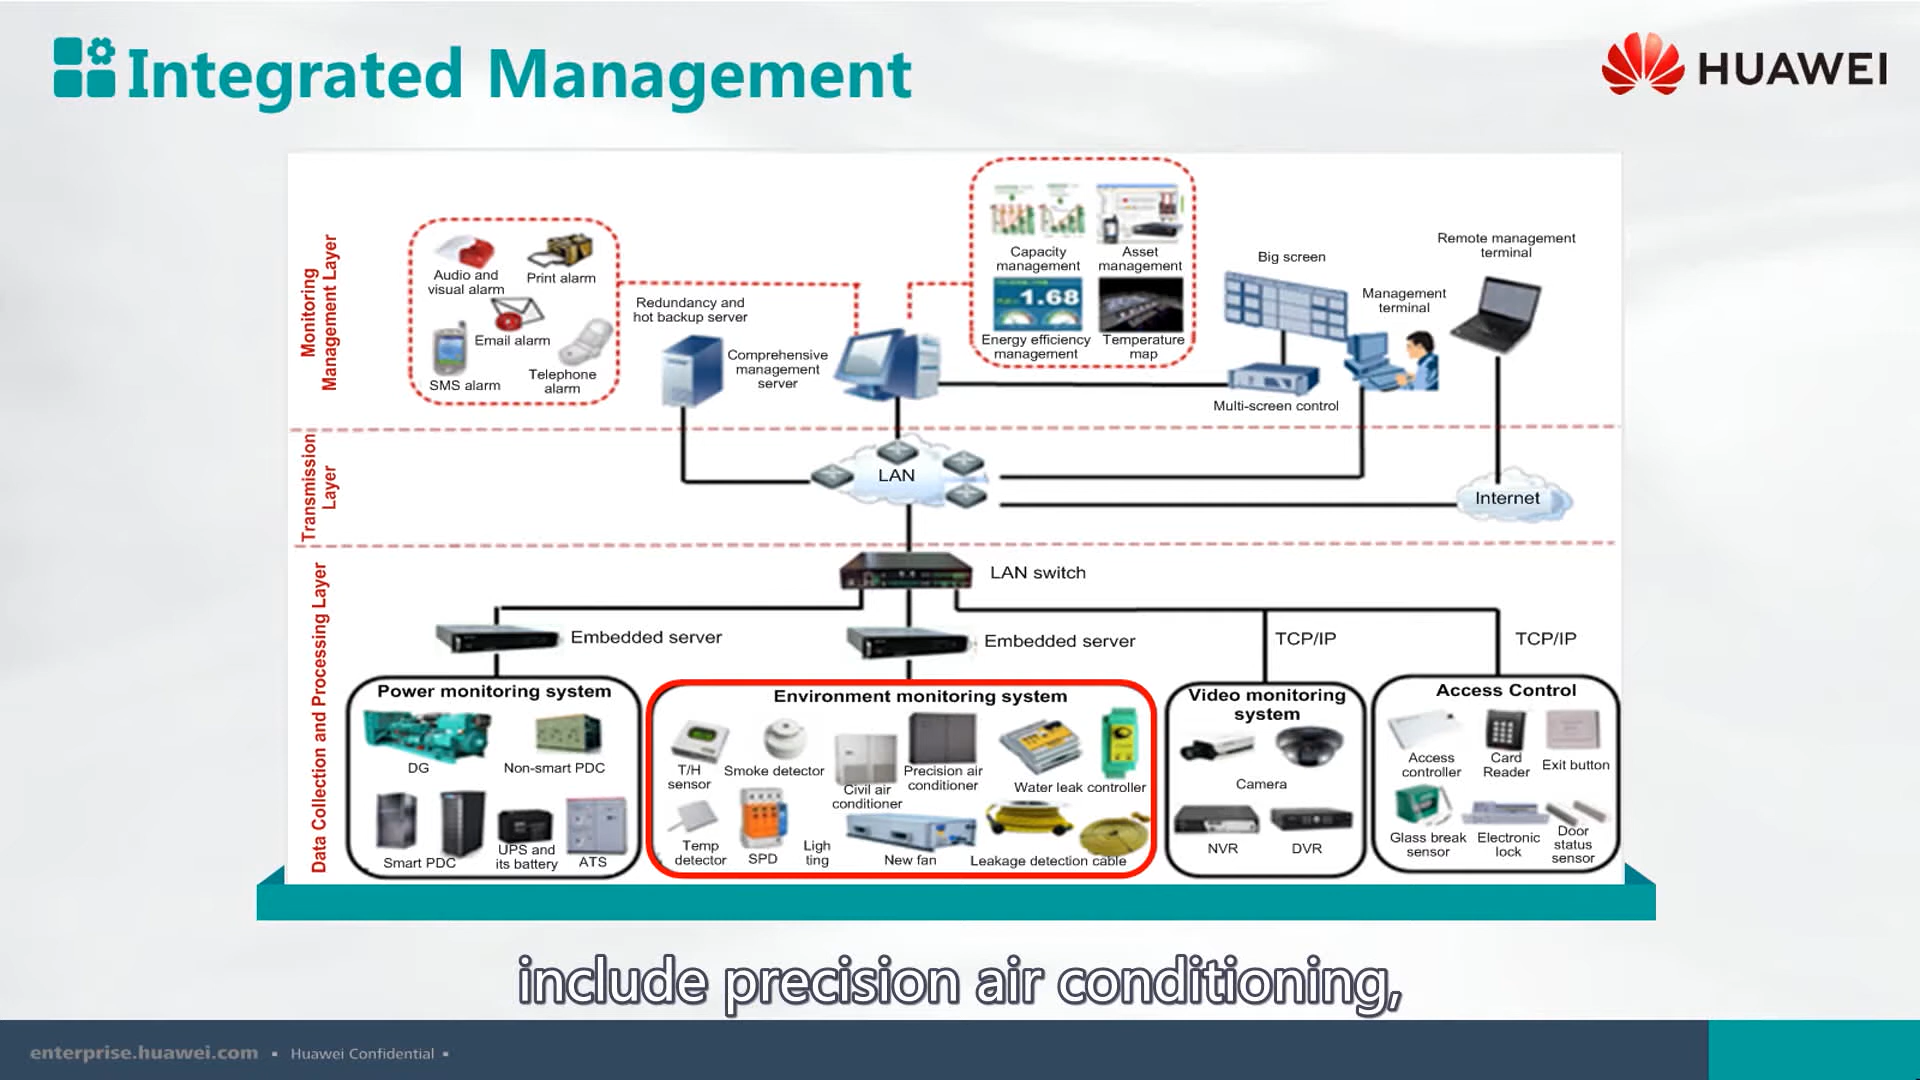 Integrated Management
HUAWEI
Monitoring
Management Layer
Audio and
visual alarm
Print alarm
Email alarm
SMS alarm
Telephone
alarm
Redundancy and
hot backup server
Comprehensive
management
server
Capacity
management
Asset
management
1.68
Energy efficiency
management
Temperature
map
Big screen
Multi-screen control
Management
terminal
Remote management
terminal
Transmission
Layer
LAN
Internet
Data Collection and Processing Layer
LAN switch
Embedded server
Embedded server
TCP/IP
TCP/IP
Power monitoring system
DG
Non-smart PDC
Smart PDC
UPS and
its battery
ATS
Environment monitoring system
T/H
sensor
Smoke detector
Civil air
conditioner
Precision air
conditioner
Water leak controller
Temp
detector
SPD
Ligh
ting
New fan
Leakage detection cable
Video monitoring
system
Camera
NVR
DVR
Access Control
Access
controller
Card
Reader
Exit button
Glass break
sensor
Electronic
lock
Door
status
sensor
include precision air conditioning,
enterprise.huawei.com ▪ Huawei Confidential ▪